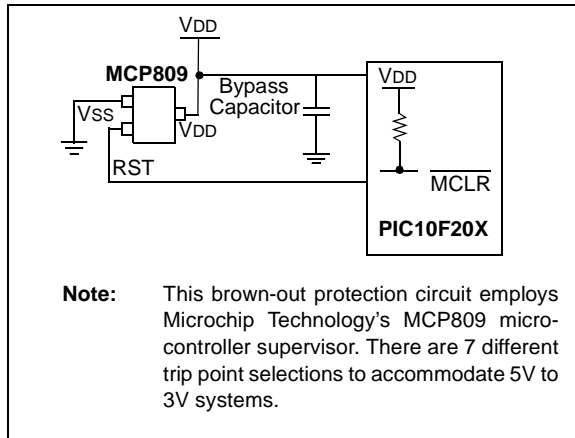 VDD
MCP809
Bypass
Capacitor
VDD
VSS
VDD
RST
MCLR
PIC10F20X
Note: This brown-out protection circuit employs
Microchip Technology's MCP809 micro-
controller supervisor. There are 7 different
trip point selections to accommodate 5V to
3V systems.